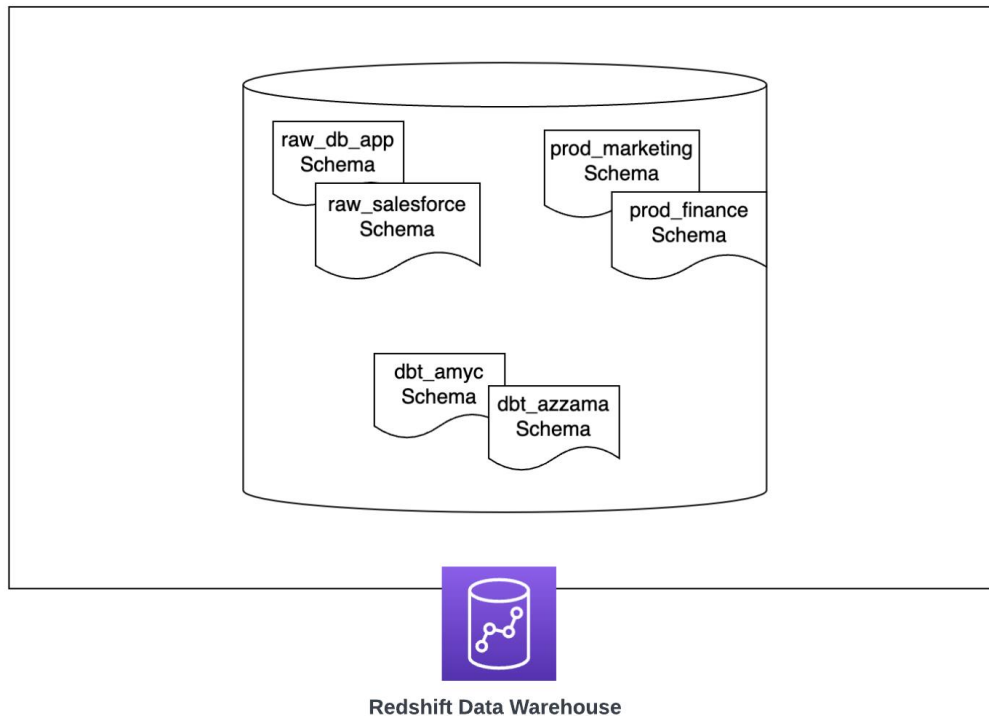 raw_db_app
Schema
raw_salesforce
Schema
prod_marketing
Schema
prod_finance
Schema
dbt_amyc
Schema
dbt_azzama
Schema
Redshift Data Warehouse